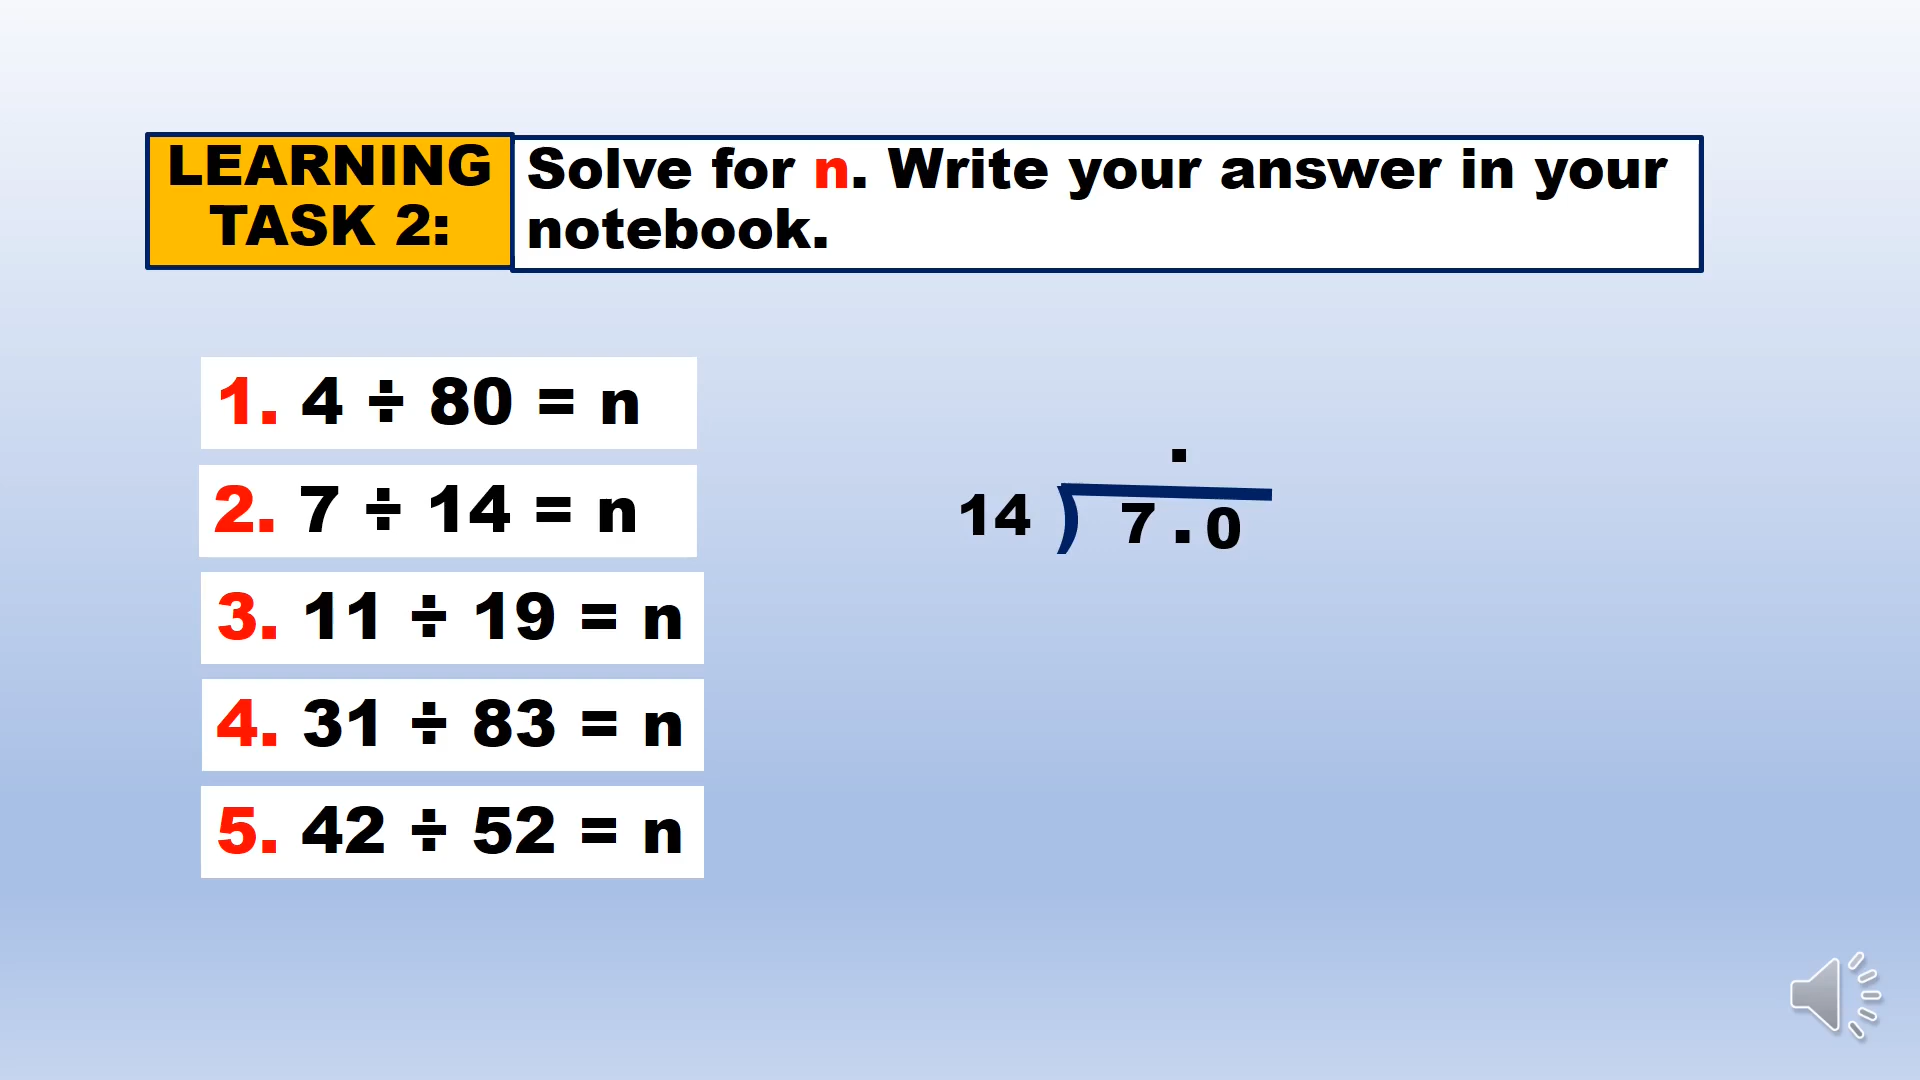 LEARNING
TASK 2:
Solve for n. Write your answer in your
notebook.
1. 4 ÷ 80 = n
2. 7 ÷ 14 = n
3. 11 ÷ 19 = n
4. 31 ÷ 83 = n
5. 42 ÷ 52 = n
.
14 ) 7.0